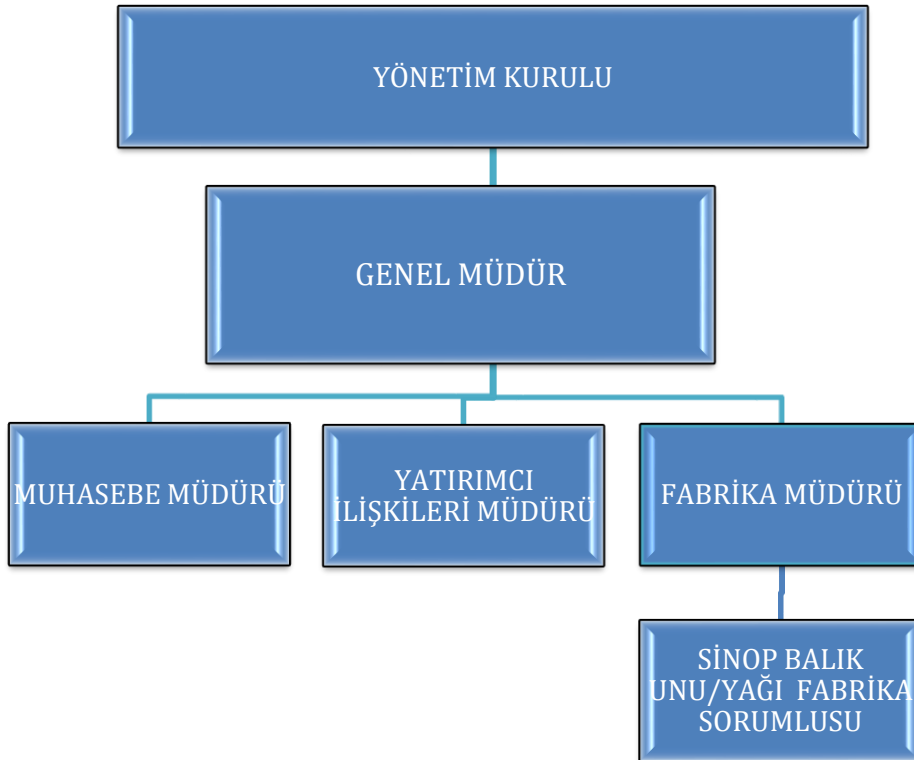 YÖNETİM KURULU
GENEL MÜDÜR
MUHASEBE MÜDÜRÜ
YATIRIMCI
İLİŞKİLERİ MÜDÜRÜ
FABRİKA MÜDÜRÜ
SİNOP BALIK
UNU/YAĞI FABRİKA
SORUMLUSU